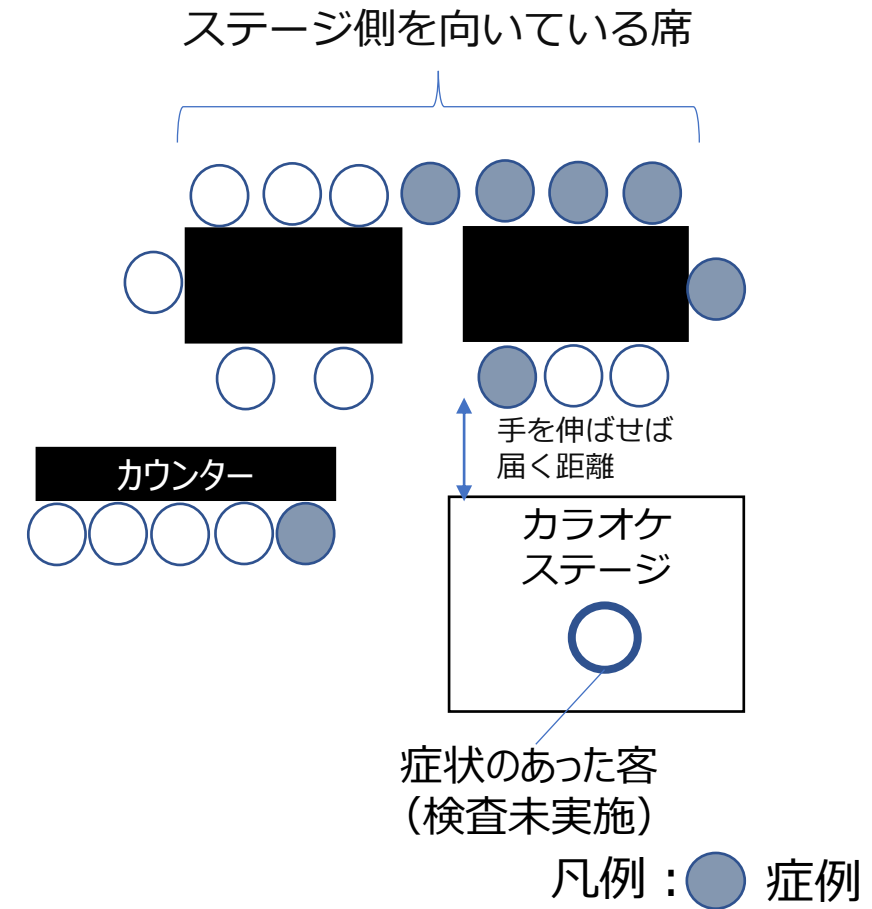 ステージ側を向いている席
手を伸ばせば
届く距離
カウンター
カラオケ
ステージ
症状のあった客
（検査未実施）
凡例：症例